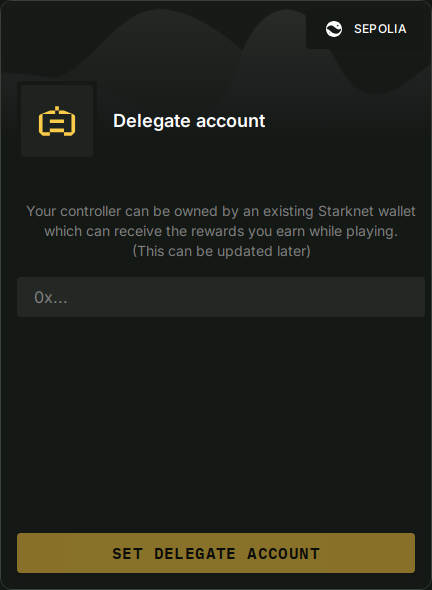 SEPOLIA
Delegate account
Your controller can be owned by an existing Starknet wallet
which can receive the rewards you earn while playing.
(This can be updated later)
0x...
SET DELEGATE ACCOUNT